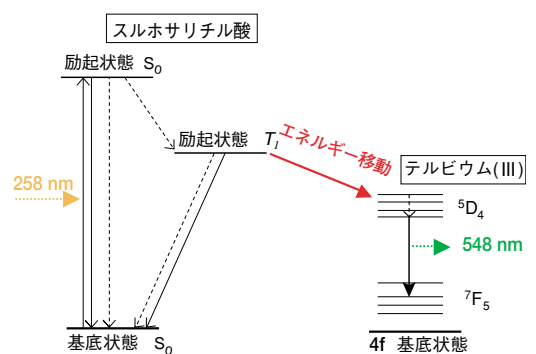 スルホサリチル酸
励起状態 S0
励起状態 T1
エネルギー移動
テルビウム(Ⅲ)
258 nm
5D4
548 nm
7F5
基底状態 S0
4f 基底状態